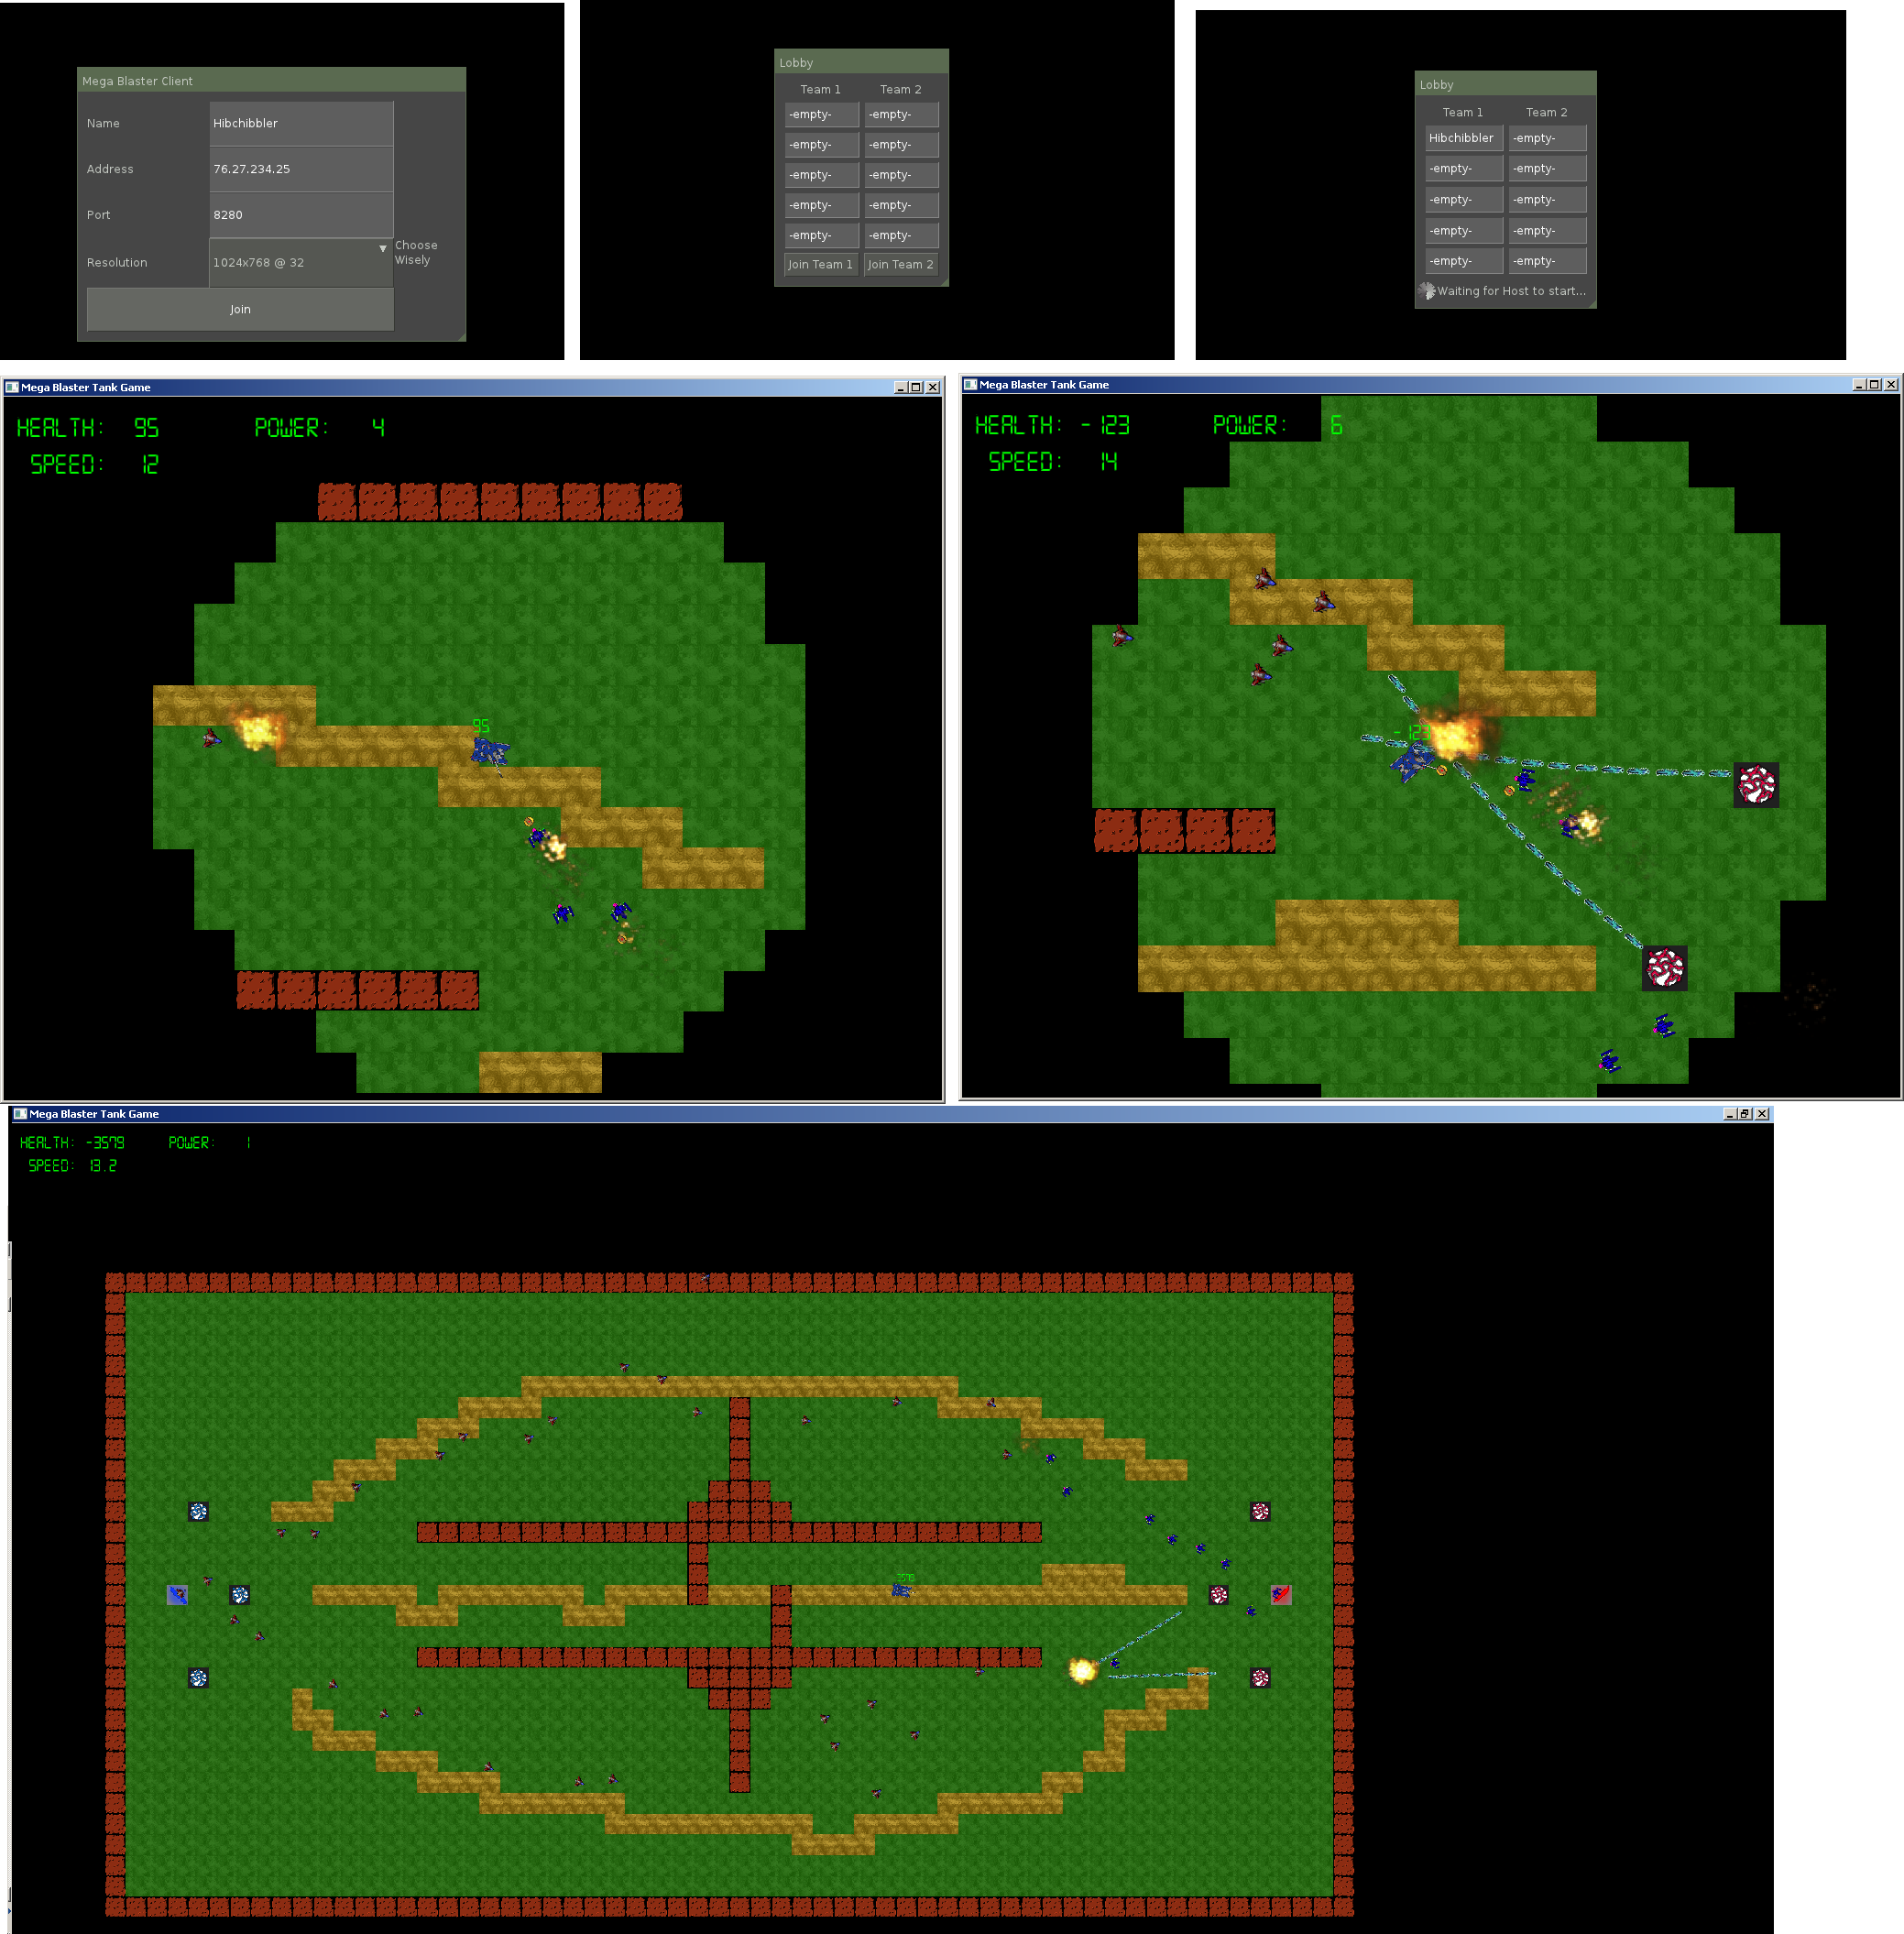 Mega Blaster Client
Name Hibchibbler
Address 76.27.234.25
Port 8280
Resolution 1024x768 @ 32 Choose Wisely
Join
Lobby
Team 1 Team 2
-empty- -empty-
-empty- -empty-
-empty- -empty-
-empty- -empty-
-empty- -empty-
Join Team 1 Join Team 2
Lobby
Team 1 Team 2
Hibchibbler -empty-
-empty- -empty-
-empty- -empty-
-empty- -empty-
-empty- -empty-
Waiting for Host to start...
Mega Blaster Tank Game
HEALTH: 95 POWER: 4
SPEED: 12
95
Mega Blaster Tank Game
HEALTH: -123 POWER: 6
SPEED: 14
-123
Mega Blaster Tank Game
HEALTH: -3579 POWER: 1
SPEED: 13.2